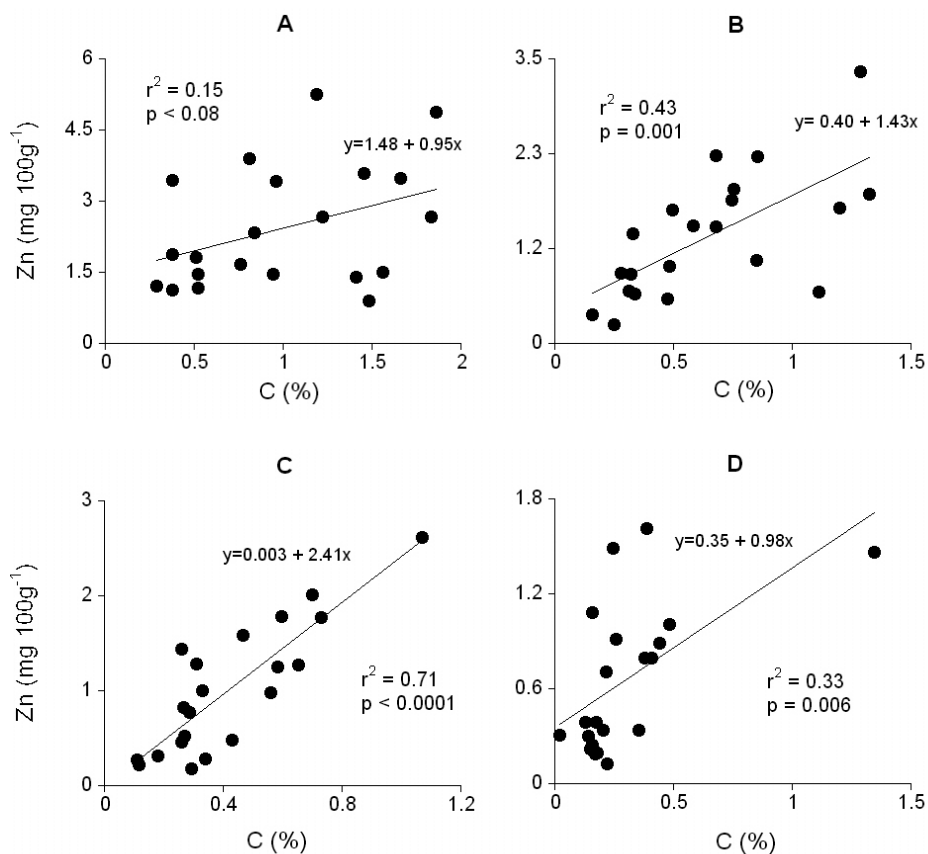 A
6
4.5
3
1.5
0
0.5
1
1.5
2
Zn (mg 100g⁻¹)
C (%)
r² = 0.15
p < 0.08
y=1.48 + 0.95x
B
3.5
2.3
1.2
0
0
0.5
1
1.5
C (%)
r² = 0.43
p = 0.001
y= 0.40 + 1.43x
C
3
2
1
0
0
0.4
0.8
1.2
Zn (mg 100g⁻¹)
C (%)
y=0.003 + 2.41x
r² = 0.71
p < 0.0001
D
1.8
1.2
0.6
0
0
0.5
1
1.5
C (%)
y=0.35 + 0.98x
r² = 0.33
p = 0.006